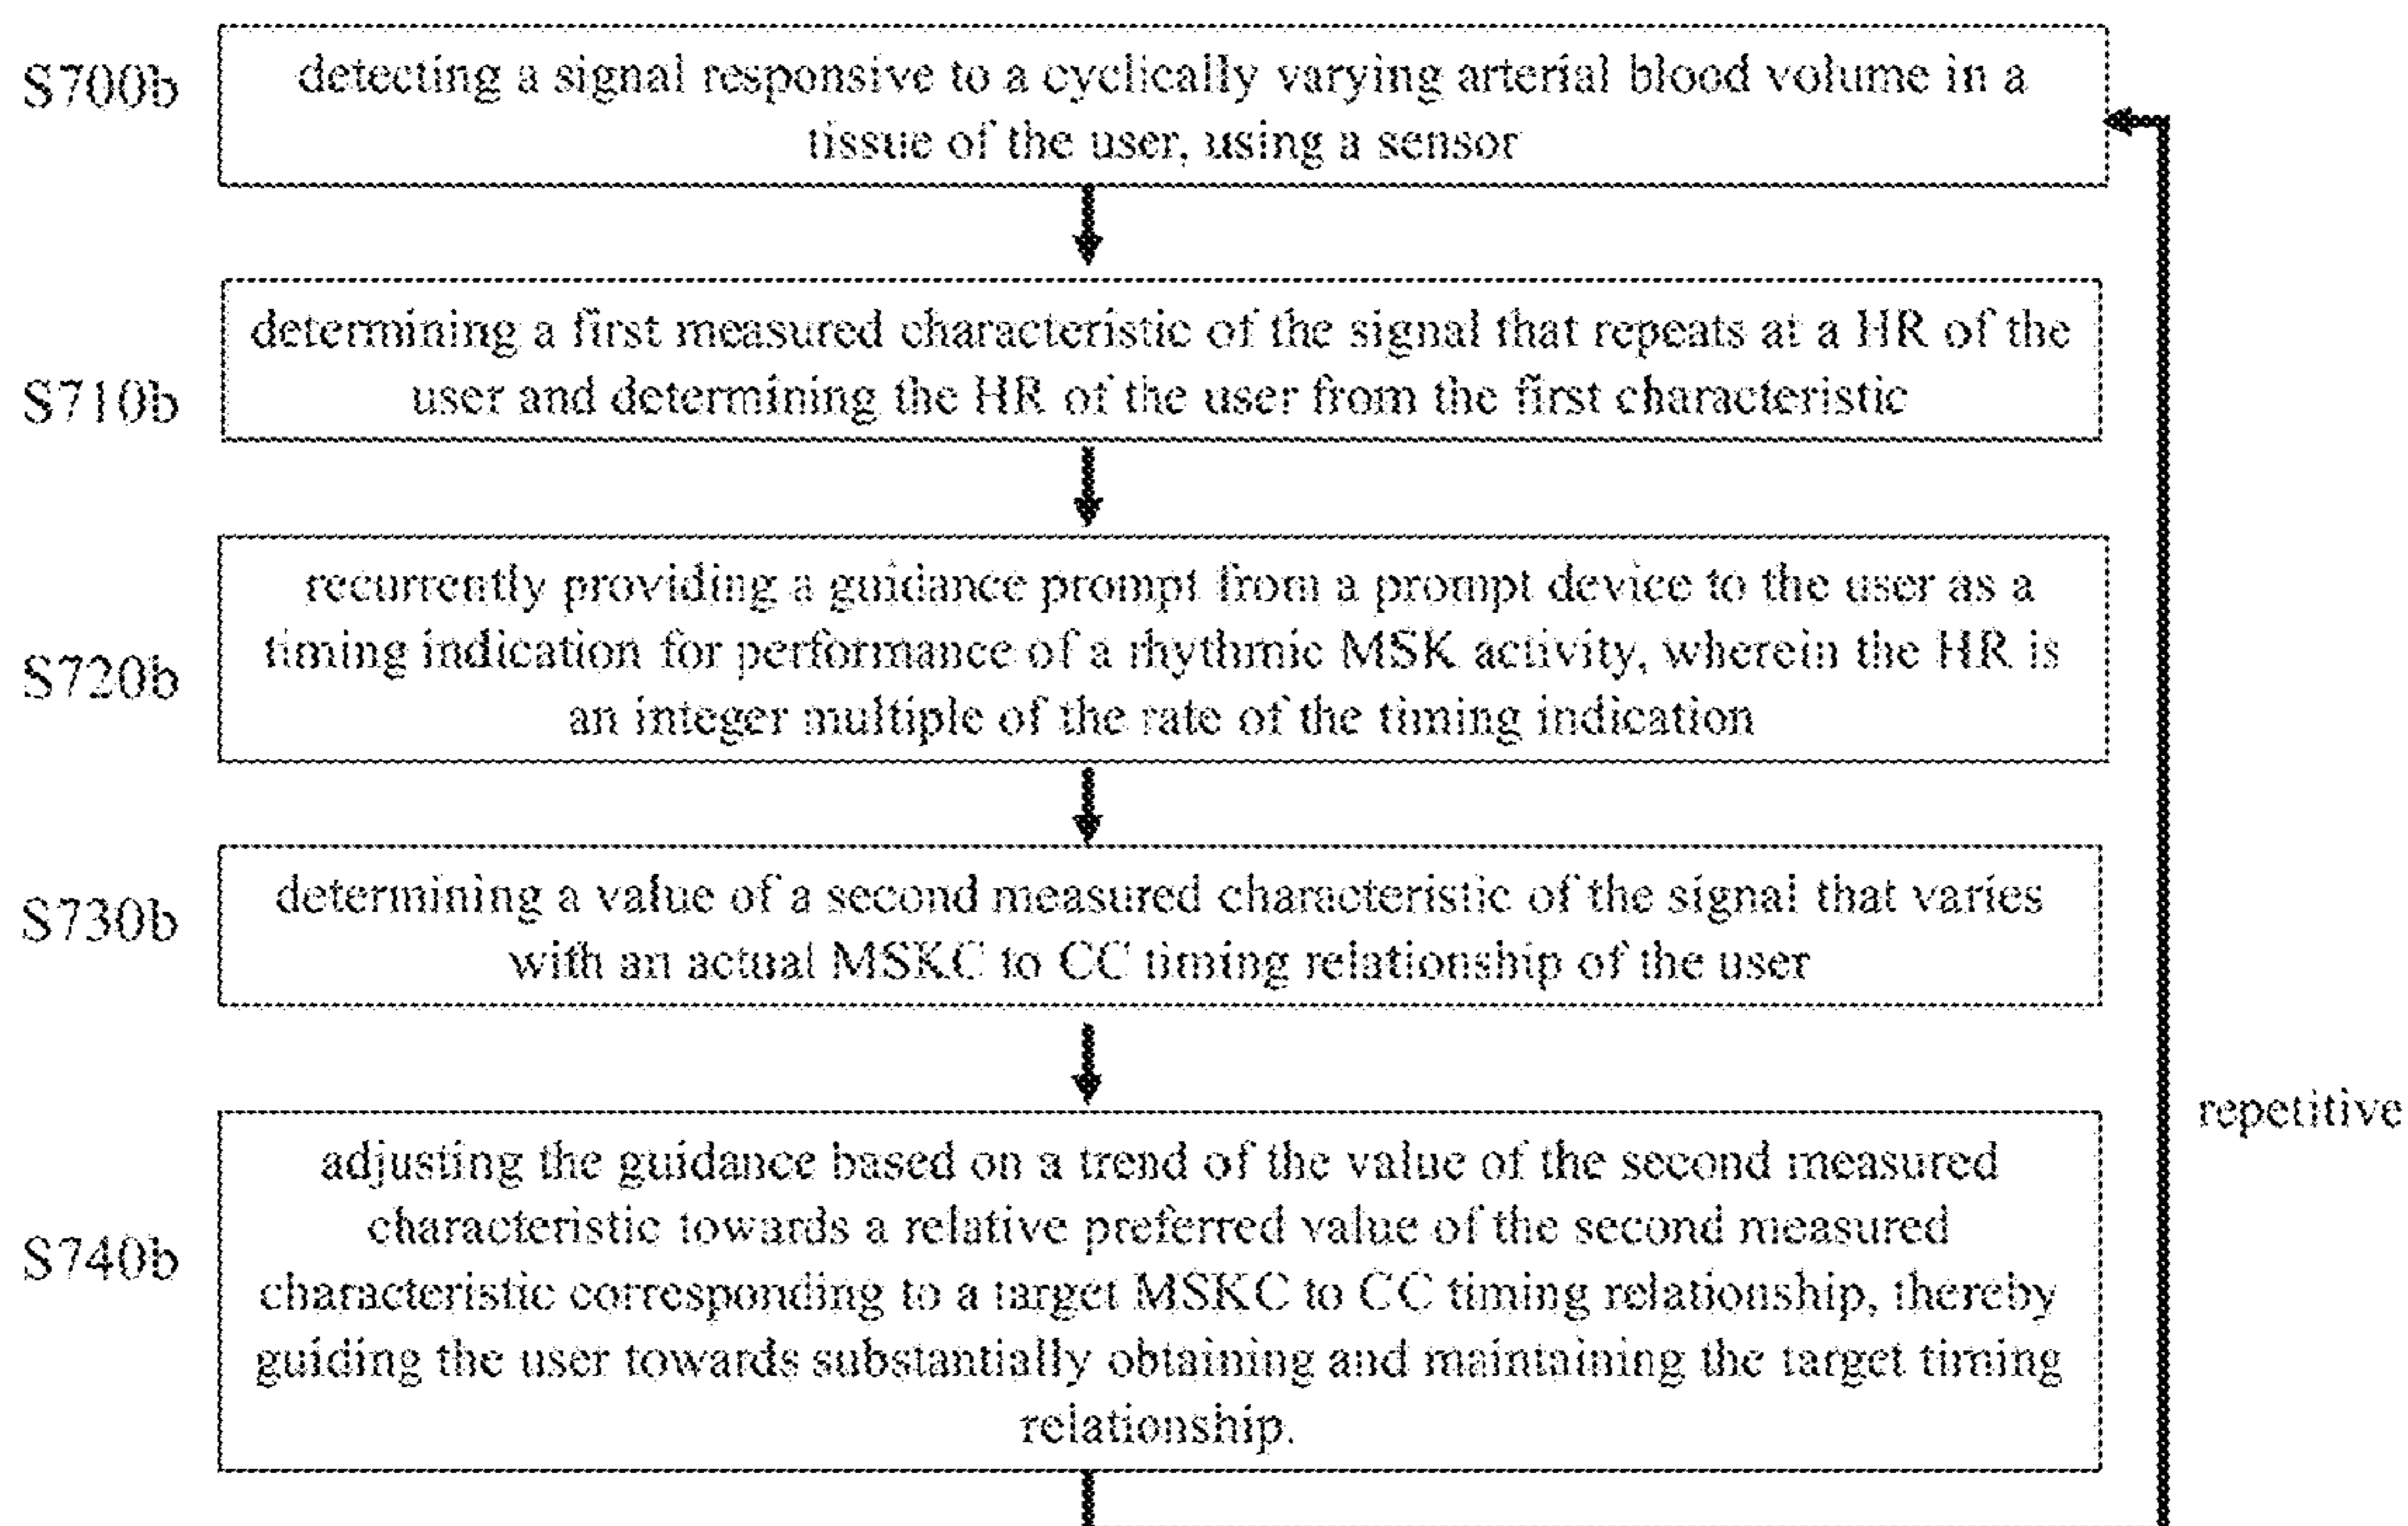 S700b
detecting a signal responsive to a cyclically varying arterial blood volume in a
tissue of the user, using a sensor
S710b
determining a first measured characteristic of the signal that repeats at a HR of the
user and determining the HR of the user from the first characteristic
S720b
recurrently providing a guidance prompt from a prompt device to the user as a
timing indication for performance of a rhythmic MSK activity, wherein the HR is
an integer multiple of the rate of the timing indication
S730b
determining a value of a second measured characteristic of the signal that varies
with an actual MSKC to CC timing relationship of the user
S740b
adjusting the guidance based on a trend of the value of the second measured
characteristic towards a relative preferred value of the second measured
characteristic corresponding to a target MSKC to CC timing relationship, thereby
guiding the user towards substantially obtaining and maintaining the target timing
relationship.
repetitive